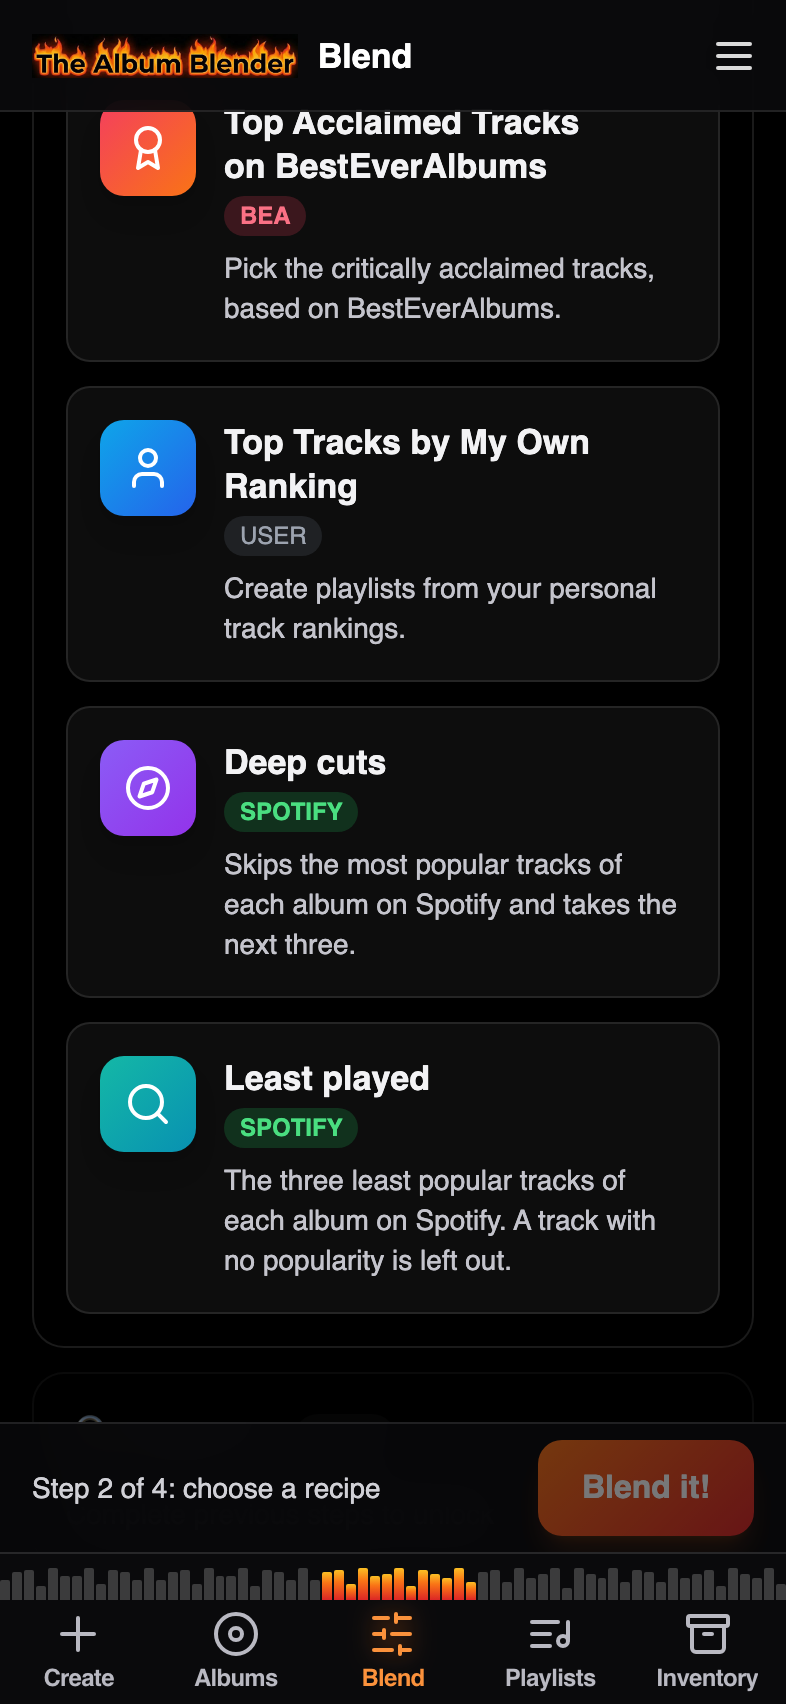 The Album Blender Blend
Top Acclaimed Tracks
on BestEverAlbums
BEA
Pick the critically acclaimed tracks,
based on BestEverAlbums.
Top Tracks by My Own
Ranking
USER
Create playlists from your personal
track rankings.
Deep cuts
SPOTIFY
Skips the most popular tracks of
each album on Spotify and takes the
next three.
Least played
SPOTIFY
The three least popular tracks of
each album on Spotify. A track with
no popularity is left out.
Step 2 of 4: choose a recipe
Blend it!
Create Albums Blend Playlists Inventory